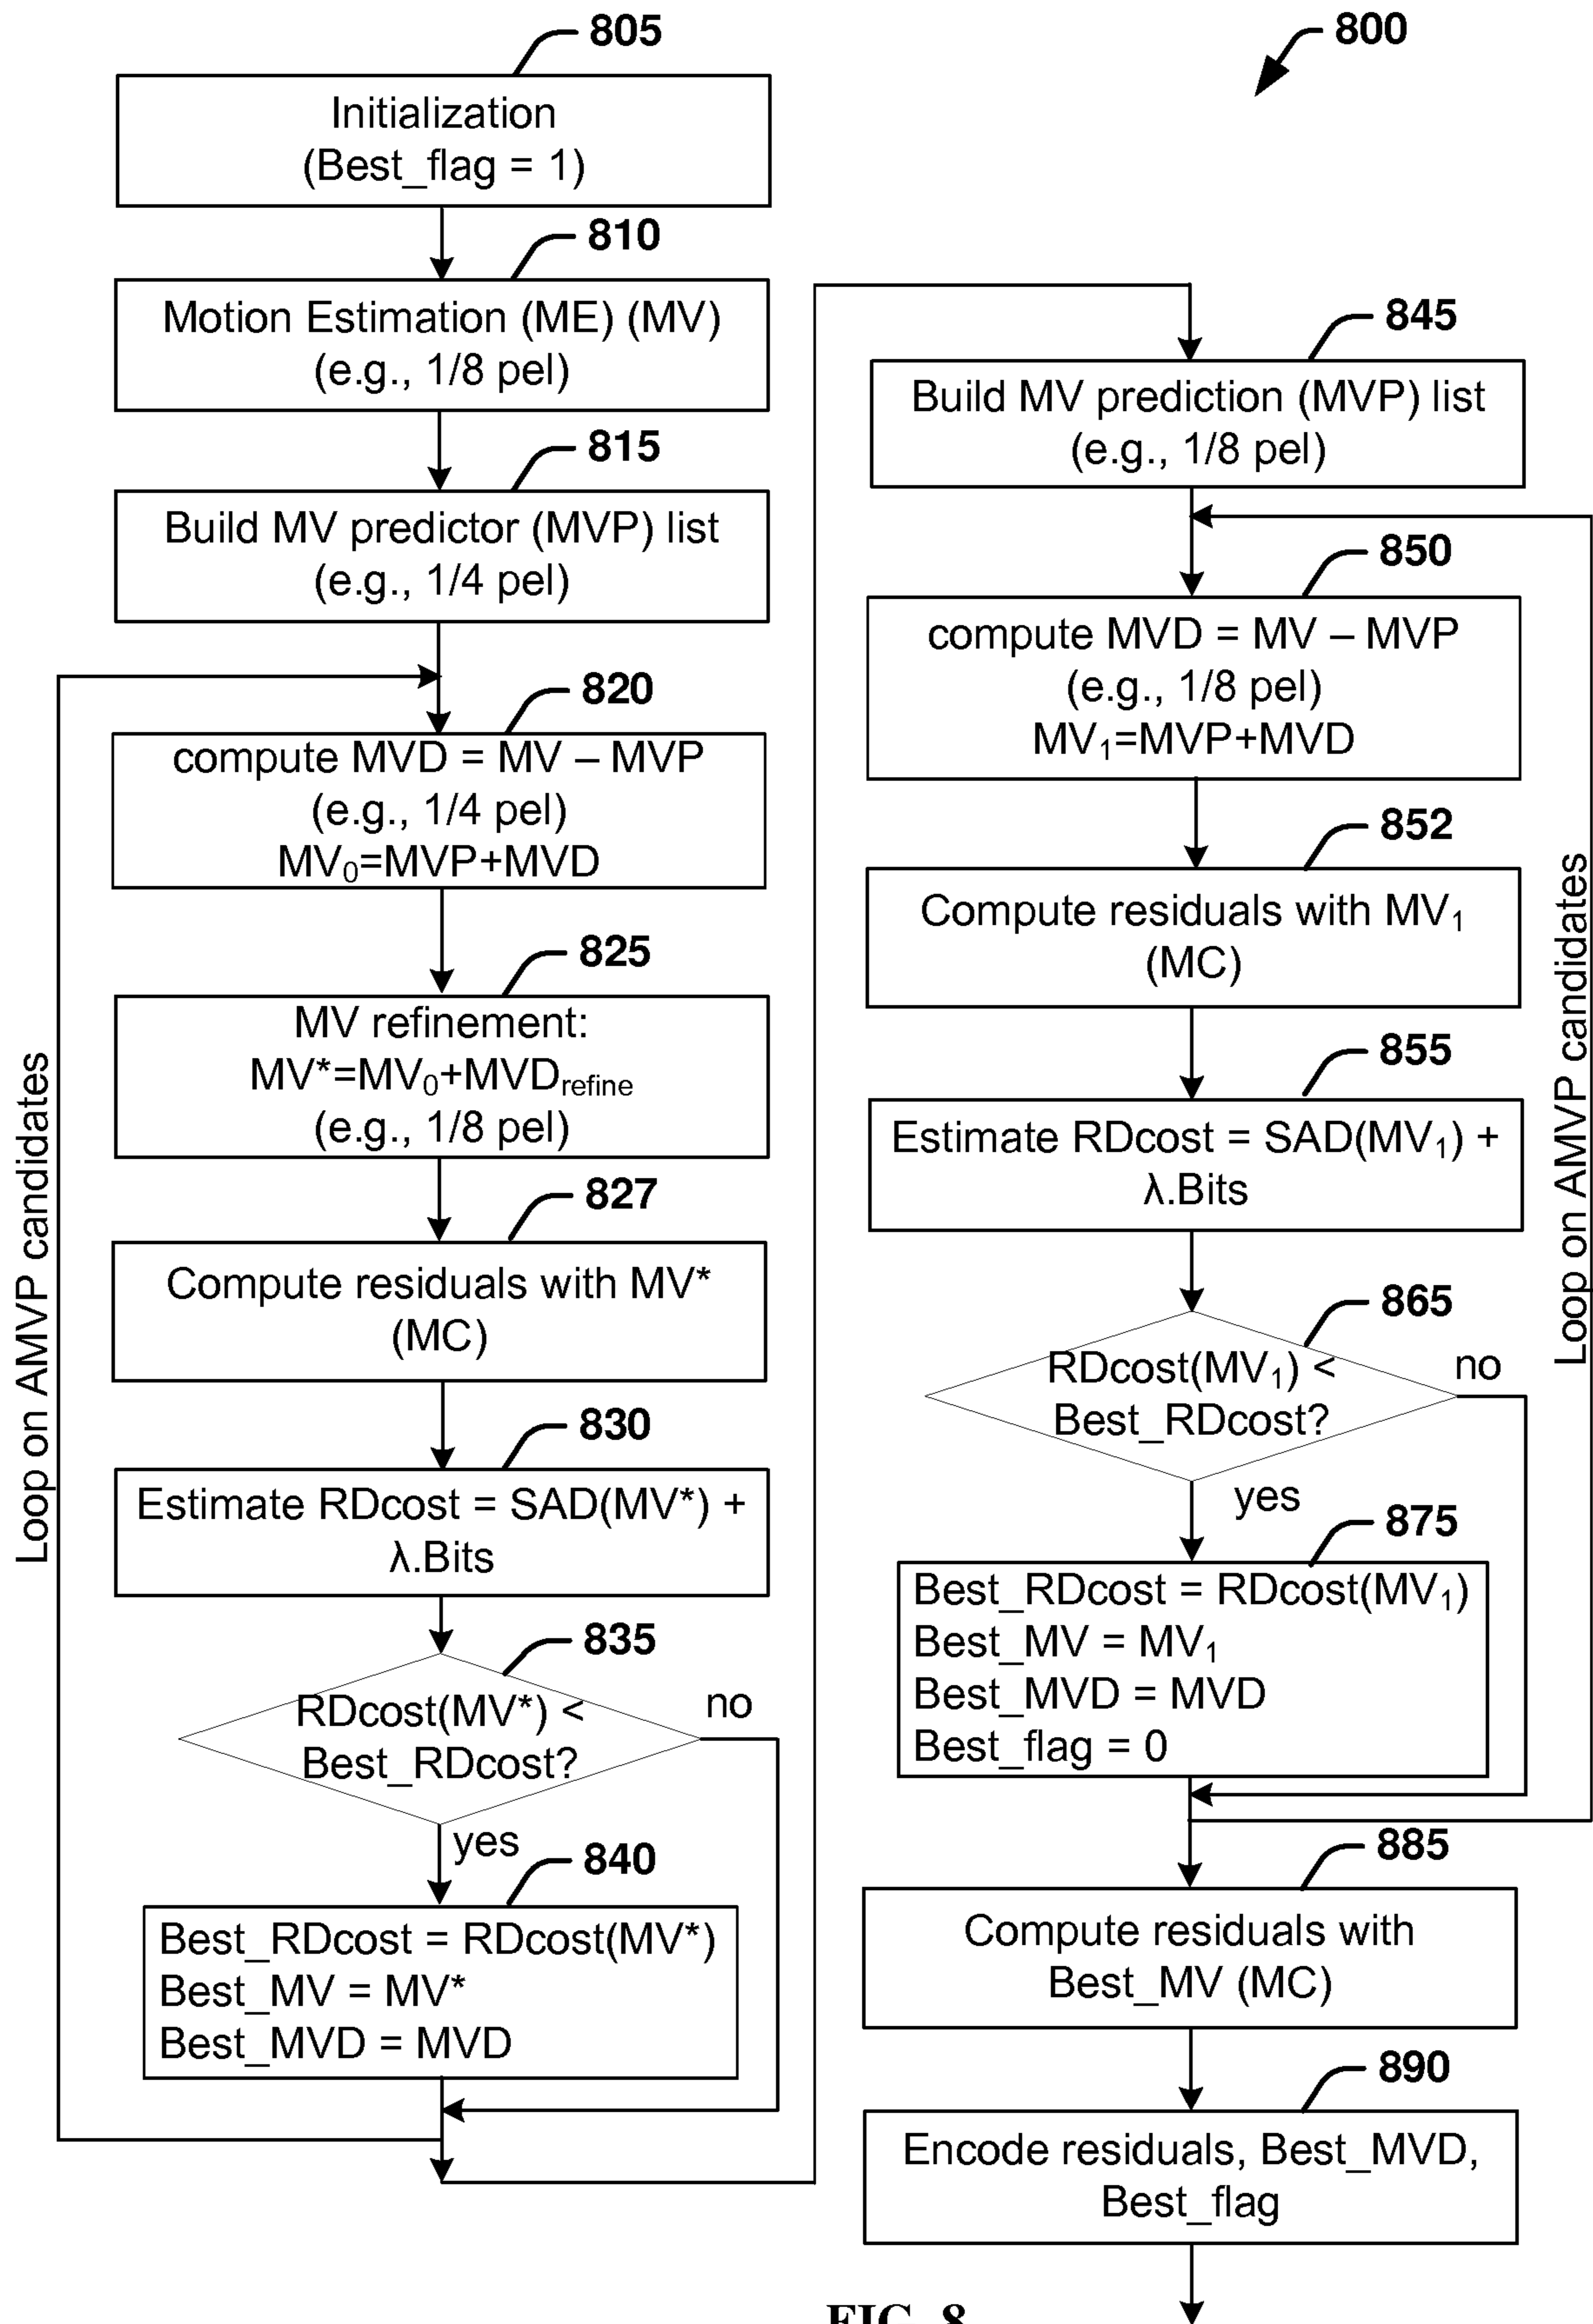 800
805
Initialization
(Best_flag = 1)
810
Motion Estimation (ME) (MV)
(e.g., 1/8 pel)
815
Build MV predictor (MVP) list
(e.g., 1/4 pel)
820
compute MVD = MV – MVP
(e.g., 1/4 pel)
MV₀=MVP+MVD
825
MV refinement:
MV*=MV₀+MVDrefine
(e.g., 1/8 pel)
827
Compute residuals with MV*
(MC)
830
Estimate RDcost = SAD(MV*) +
λ.Bits
835
RDcost(MV*) <
Best_RDcost?
no
yes
840
Best_RDcost = RDcost(MV*)
Best_MV = MV*
Best_MVD = MVD
Loop on AMVP candidates
845
Build MV prediction (MVP) list
(e.g., 1/8 pel)
850
compute MVD = MV – MVP
(e.g., 1/8 pel)
MV₁=MVP+MVD
852
Compute residuals with MV₁
(MC)
855
Estimate RDcost = SAD(MV₁) +
λ.Bits
865
RDcost(MV₁) <
Best_RDcost?
no
yes
875
Best_RDcost = RDcost(MV₁)
Best_MV = MV₁
Best_MVD = MVD
Best_flag = 0
Loop on AMVP candidates
885
Compute residuals with
Best_MV (MC)
890
Encode residuals, Best_MVD,
Best_flag
FIG. 8